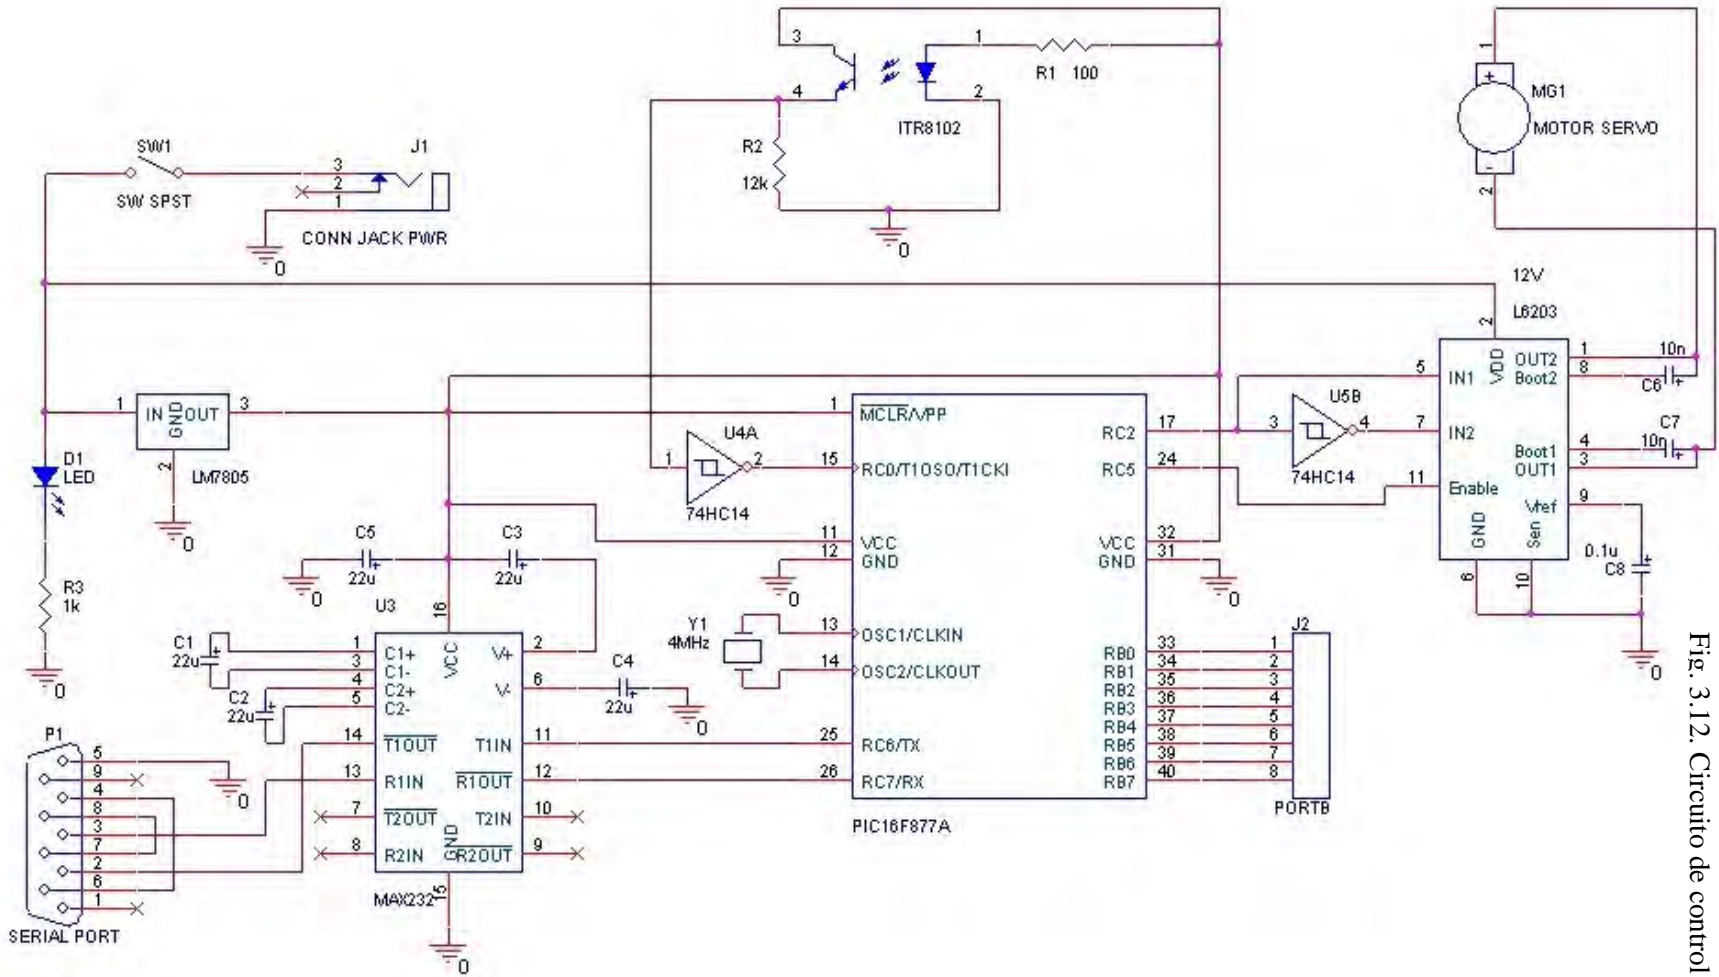 3
4
1
2
R1 100
ITR8102
R2
12k
0
SW1
SW SPST
J1
3
2
1
CONN JACK PWR
0
1
+
MG1
MOTOR SERVO
-
2
12V
L6203
2
VDD
5 IN1
7 IN2
11 Enable
OUT2 1
Boot2 8
Boot1 4
OUT1 3
Vref 9
GND
Sen
6
10
10n
C6
C7
10n
0.1u
C8
0
1 IN GND OUT 3
2
LM7805
0
D1
LED
R3
1k
0
U4A
1
2
74HC14
U5B
3
4
74HC14
1 MCLR/VPP
15 RC0/T1OSO/T1CKI
11 VCC
12 GND
13 OSC1/CLKIN
14 OSC2/CLKOUT
25 RC6/TX
26 RC7/RX
RC2 17
RC5 24
VCC 32
GND 31
RB0 33
RB1 34
RB2 35
RB3 36
RB4 37
RB5 38
RB6 39
RB7 40
PIC16F877A
0
0
Y1
4MHz
J2
1
2
3
4
5
6
7
8
PORTB
C5
22u
0
C3
22u
U3
16
VCC
1 C1+
3 C1-
4 C2+
5 C2-
14 T1OUT
13 R1IN
7 T2OUT
8 R2IN
V+ 2
V- 6
T1IN 11
R1OUT 12
T2IN 10
R2OUT 9
GND
15
MAX232
0
C1
22u
C2
22u
C4
22u
0
P1
5
9
4
8
3
7
2
6
1
SERIAL PORT
0
Fig. 3.12. Circuito de control